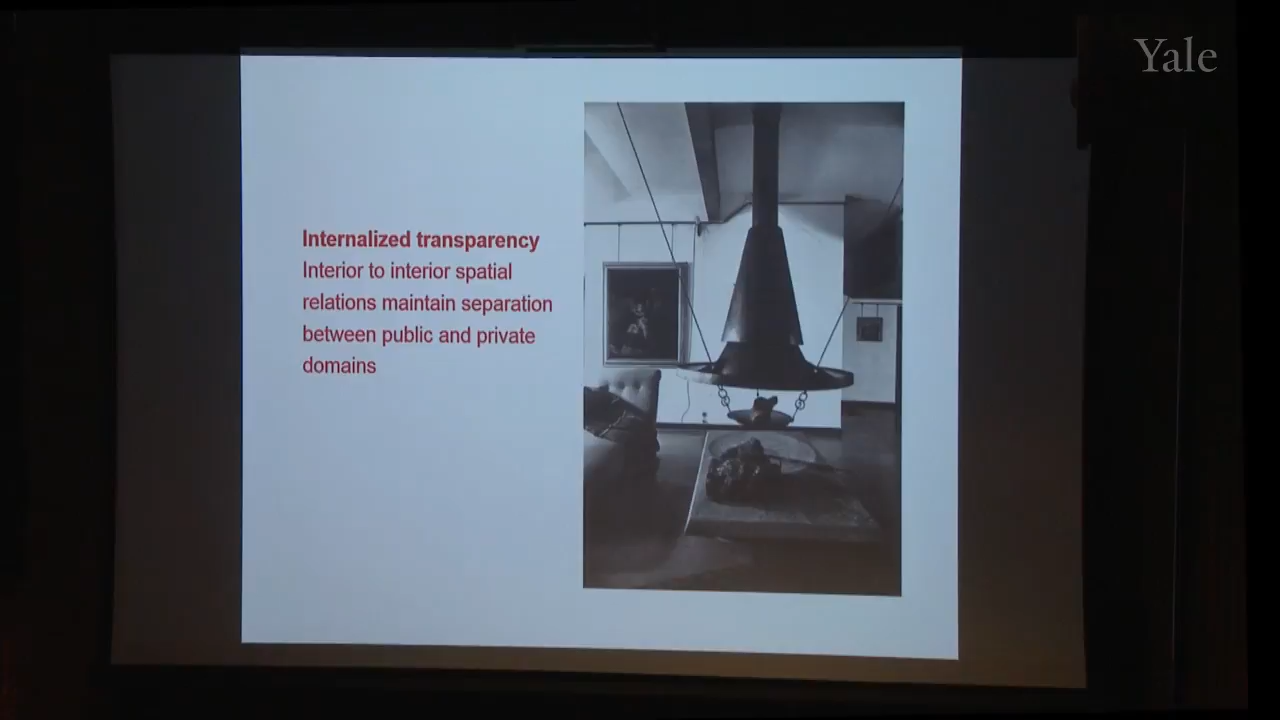 Yale
Internalized transparency
Interior to interior spatial
relations maintain separation
between public and private
domains